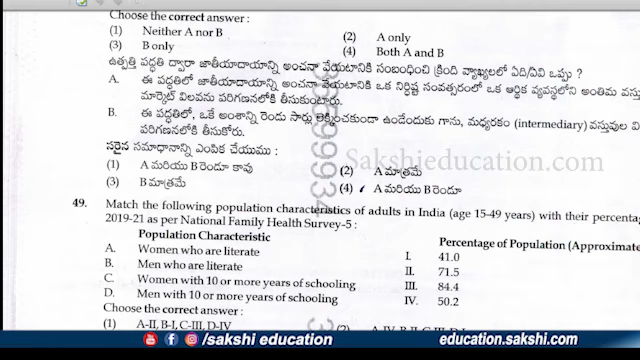 Choose the correct answer :
(1) Neither A nor B (2) A only
(3) B only (4) Both A and B
ఉత్పత్తి పద్ధతి ద్వారా జాతీయాదాయాన్ని అంచనా వేయటానికి సంబంధించి క్రింది వ్యాఖ్యలలో ఏది/ఏవి ఒప్పు ?
A. ఈ పద్ధతిలో జాతీయాదాయాన్ని అంచనా వేయటానికి ఒక నిర్దిష్ట సంవత్సరంలో ఒక ఆర్థిక వ్యవస్థలోని అంతిమ
మార్కెట్ విలవను పరిగణనలోకి తీసుకుంటారు.
B. ఈ పద్ధతిలో, ఒకే అంశాన్ని రెండు సార్లు లెక్కించకుండా ఉండేందుకు గాను, మధ్యరకం (intermediary) వస్తువుల
పరిగణనలోకి తీసుకోరు.
సరైన సమాధానాన్ని ఎంపిక చేయుము :
(1) A మరియు B రెండూ కావు (2) A మాత్రమే
(3) B మాత్రమే (4) A మరియు B రెండూ
Sakshieducation.com
49. Match the following population characteristics of adults in India (age 15-49 years) with their
2019-21 as per National Family Health Survey-5 :
Population Characteristic Percentage of Population
A. Women who are literate I. 41.0
B. Men who are literate II. 71.5
C. Women with 10 or more years of schooling III. 84.4
D. Men with 10 or more years of schooling IV. 50.2
Choose the correct answer :
(1) A-II, B-I, C-III, D-IV (2)
/sakshi education education.sakshi.com